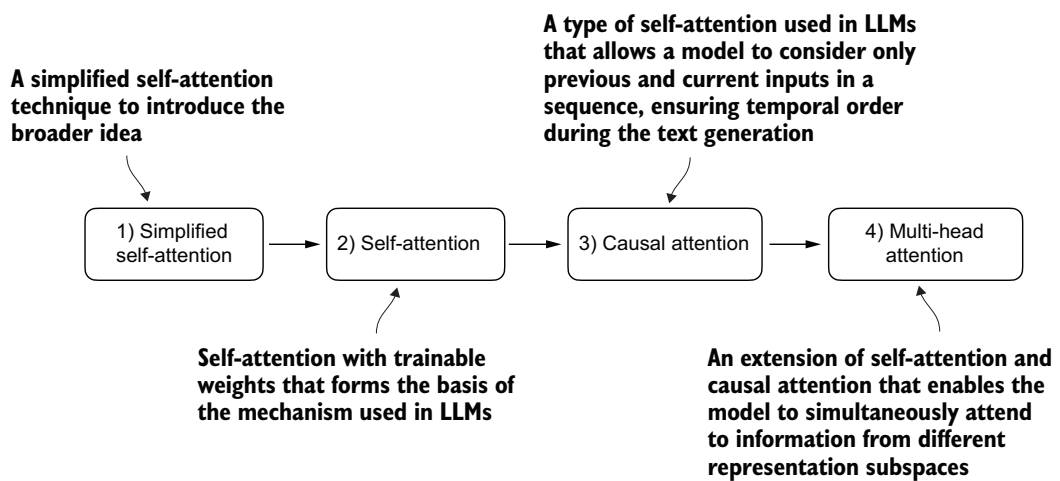 A simplified self-attention
technique to introduce the
broader idea
A type of self-attention used in LLMs
that allows a model to consider only
previous and current inputs in a
sequence, ensuring temporal order
during the text generation
1) Simplified
self-attention
2) Self-attention
3) Causal attention
4) Multi-head
attention
Self-attention with trainable
weights that forms the basis of
the mechanism used in LLMs
An extension of self-attention and
causal attention that enables the
model to simultaneously attend
to information from different
representation subspaces